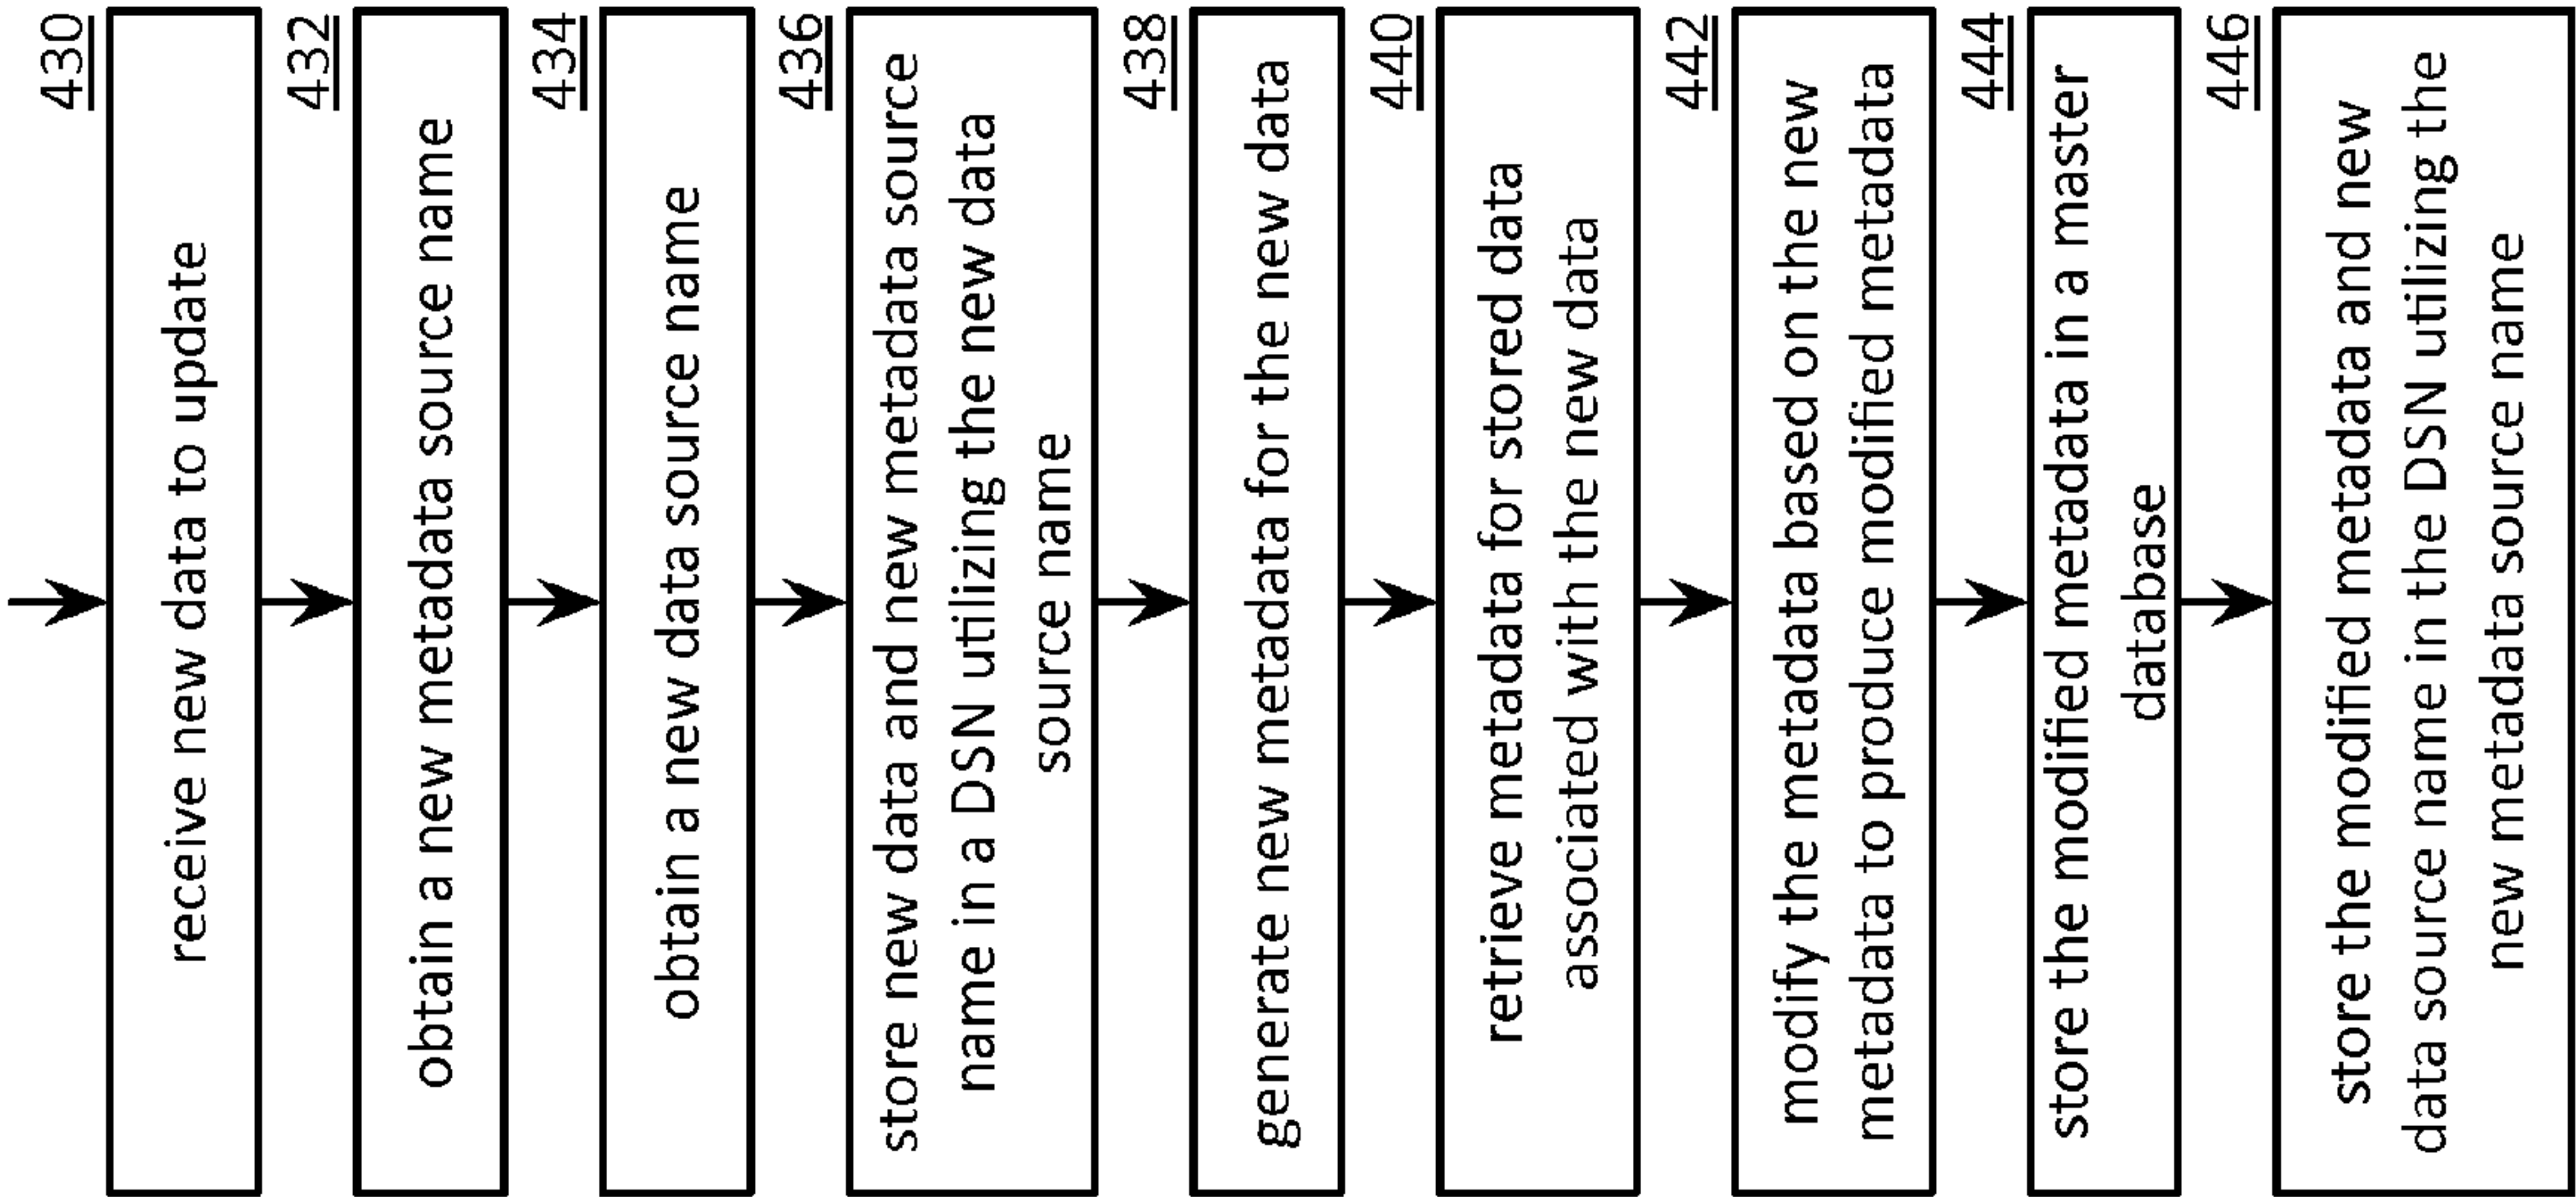 430
receive new data to update
432
obtain a new metadata source name
434
obtain a new data source name
436
store new data and new metadata source
name in a DSN utilizing the new data
source name
438
generate new metadata for the new data
440
retrieve metadata for stored data
associated with the new data
442
modify the metadata based on the new
metadata to produce modified metadata
444
store the modified metadata in a master
database
446
store the modified metadata and new
data source name in the DSN utilizing the
new metadata source name